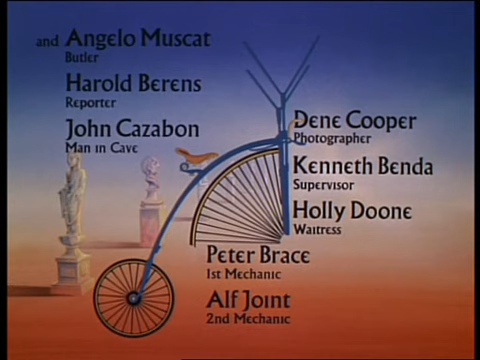 and Angelo Muscat
Butler
Harold Berens
Reporter
John Cazabon
Man in Cave
Dene Cooper
Photographer
Kenneth Benda
Supervisor
Holly Doone
Waitress
Peter Brace
1st Mechanic
Alf Joint
2nd Mechanic